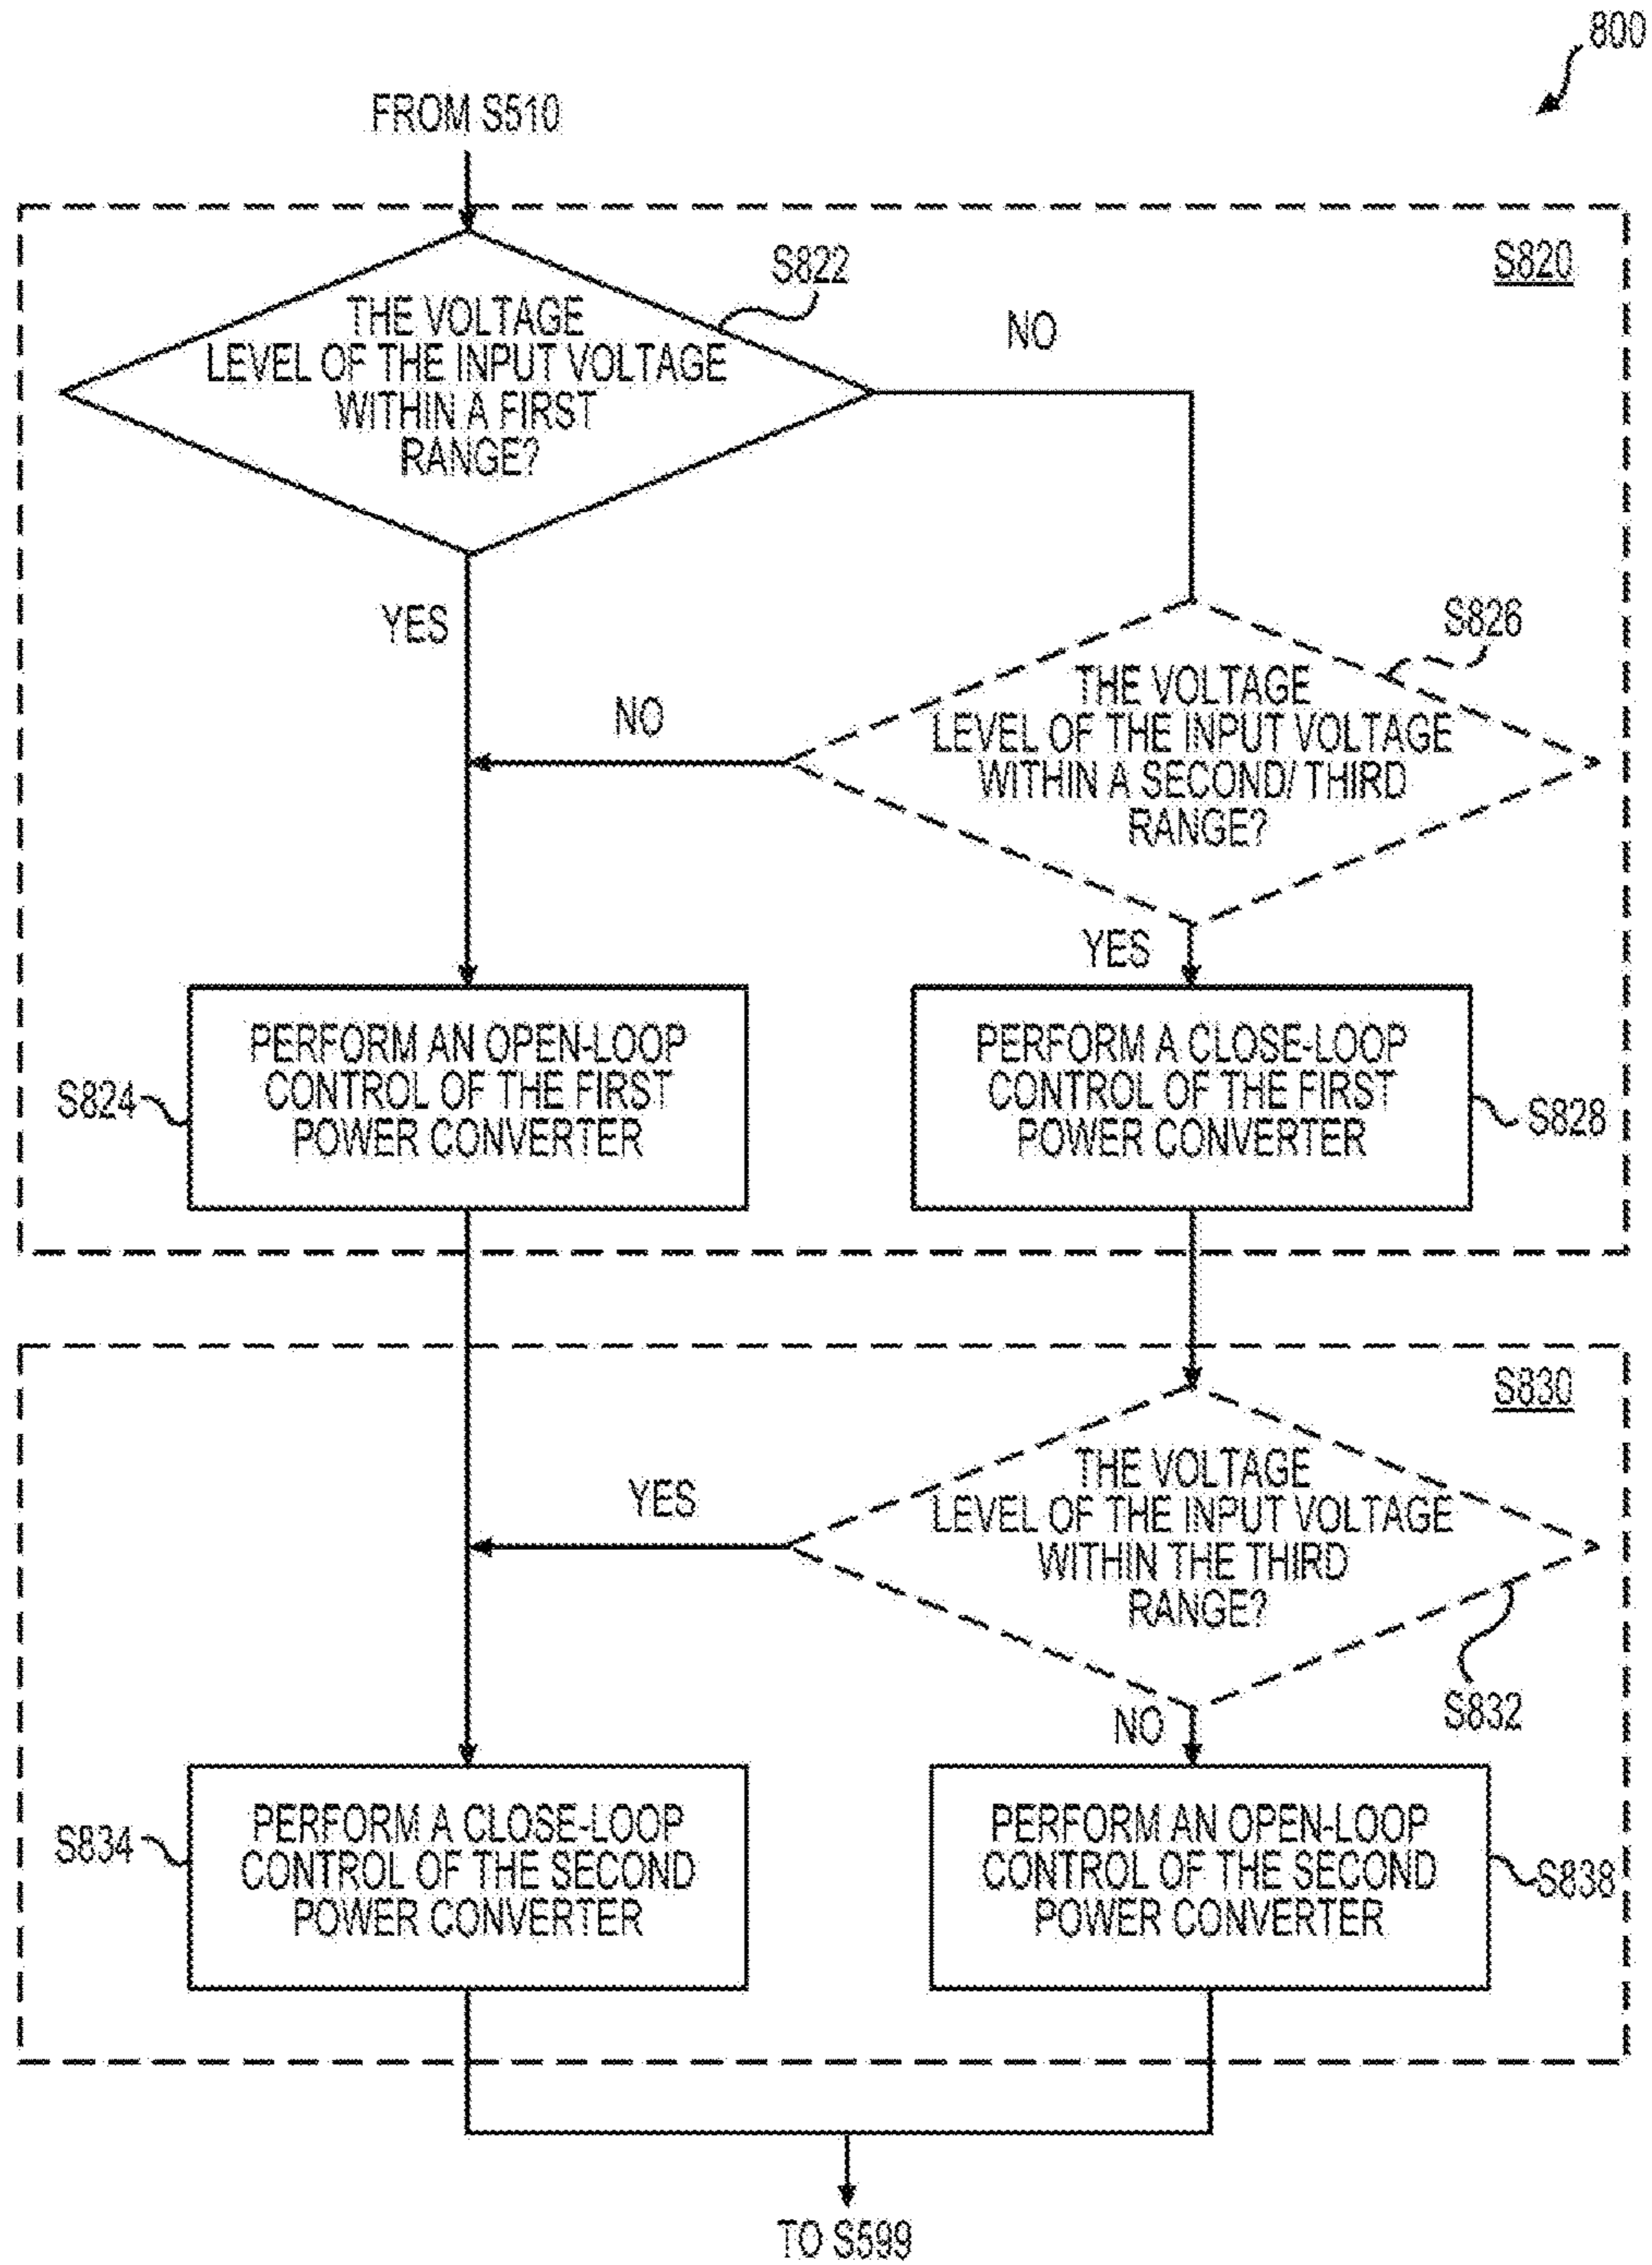 800
FROM S510
S820
S822
THE VOLTAGE
LEVEL OF THE INPUT VOLTAGE
WITHIN A FIRST
RANGE?
NO
YES
S826
THE VOLTAGE
LEVEL OF THE INPUT VOLTAGE
WITHIN A SECOND/ THIRD
RANGE?
NO
YES
PERFORM AN OPEN-LOOP
CONTROL OF THE FIRST
POWER CONVERTER
S824
PERFORM A CLOSE-LOOP
CONTROL OF THE FIRST
POWER CONVERTER
S828
S830
THE VOLTAGE
LEVEL OF THE INPUT VOLTAGE
WITHIN THE THIRD
RANGE?
YES
S832
NO
PERFORM A CLOSE-LOOP
CONTROL OF THE SECOND
POWER CONVERTER
S834
PERFORM AN OPEN-LOOP
CONTROL OF THE SECOND
POWER CONVERTER
S838
TO S599